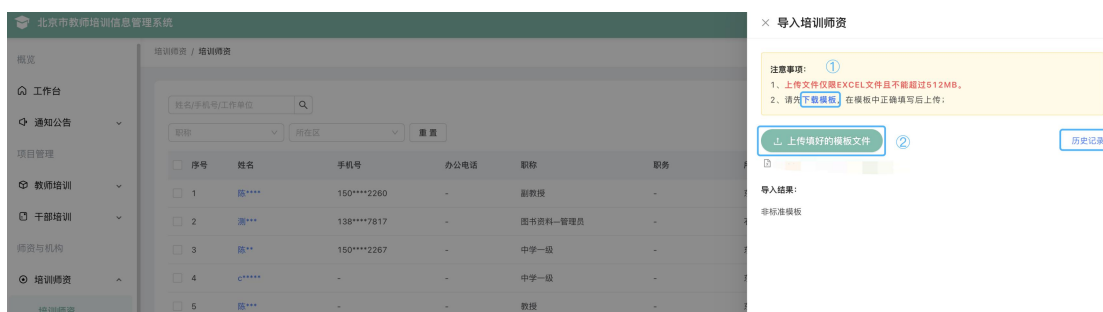 北京市教师培训信息管理系统
概览
工作台
通知公告
项目管理
教师培训
干部培训
师资与机构
培训师资
培训师资
培训师资 / 培训师资
姓名/手机号/工作单位
职称
所在区
重 置
序号 姓名 手机号 办公电话 职称 职务
1 陈**** 150****2260 - 副教授 -
2 测*** 138****7817 - 图书资料—管理员 -
3 陈** 150****2267 - 中学一级 -
4 c***** - - 中学一级 -
5 陈*** - - 教授 -
× 导入培训师资
注意事项： ①
1、上传文件仅限EXCEL文件且不能超过512MB。
2、请先下载模板，在模板中正确填写后上传；
上传填好的模板文件 ② 历史记录
导入结果：
非标准模板